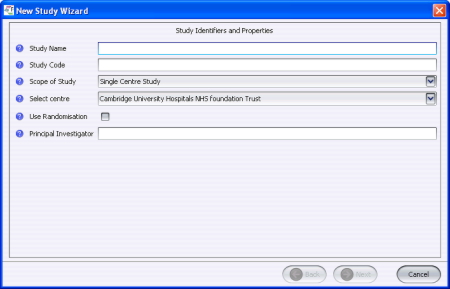 New Study Wizard
Study Identifiers and Properties
Study Name
Study Code
Scope of Study Single Centre Study
Select centre Cambridge University Hospitals NHS foundation Trust
Use Randomisation
Principal Investigator
Back Next Cancel